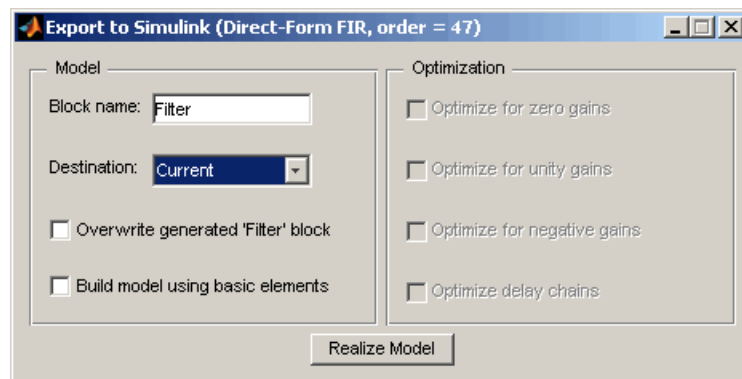 Export to Simulink (Direct-Form FIR, order = 47)
Model
Block name: Filter
Destination: Current
Overwrite generated 'Filter' block
Build model using basic elements
Optimization
Optimize for zero gains
Optimize for unity gains
Optimize for negative gains
Optimize delay chains
Realize Model